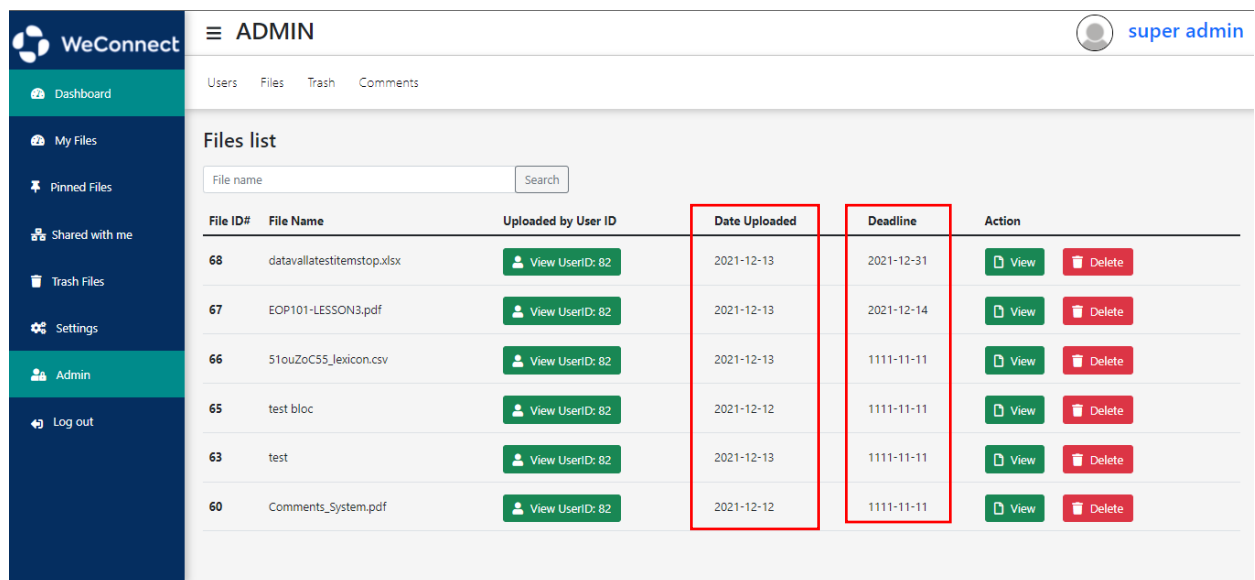 WeConnect
ADMIN
super admin
Dashboard
My Files
Pinned Files
Shared with me
Trash Files
Settings
Admin
Log out
Users Files Trash Comments
Files list
File name Search
File ID# File Name Uploaded by User ID Date Uploaded Deadline Action
68 datavallatestitemstop.xlsx View UserID: 82 2021-12-13 2021-12-31 View Delete
67 EOP101-LESSON3.pdf View UserID: 82 2021-12-13 2021-12-14 View Delete
66 51ouZoC55_lexicon.csv View UserID: 82 2021-12-13 1111-11-11 View Delete
65 test bloc View UserID: 82 2021-12-12 1111-11-11 View Delete
63 test View UserID: 82 2021-12-13 1111-11-11 View Delete
60 Comments_System.pdf View UserID: 82 2021-12-12 1111-11-11 View Delete